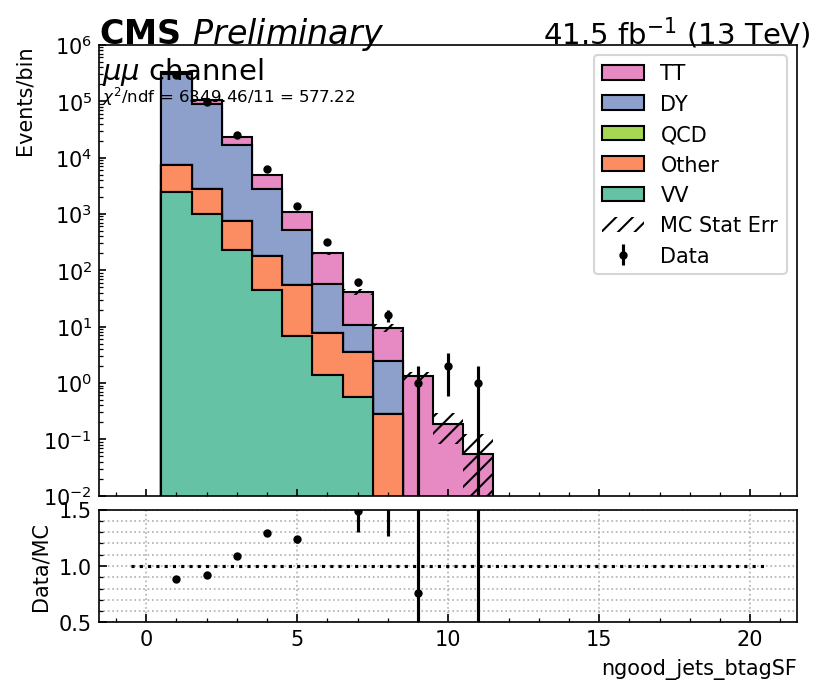 CMS Preliminary 41.5 fb⁻¹ (13 TeV)
μμ channel
χ²/ndf = 6349.46/11 = 577.22
Events/bin
10⁶
10⁵
10⁴
10³
10²
10¹
10⁰
10⁻¹
10⁻²
TT
DY
QCD
Other
VV
MC Stat Err
Data
Data/MC
1.5
1.0
0.5
0 5 10 15 20
ngood_jets_btagSF